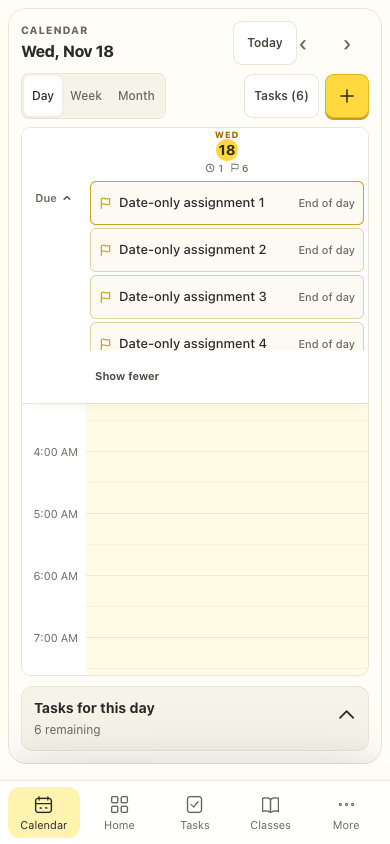 CALENDAR
Wed, Nov 18
Today
Day Week Month
Tasks (6)
WED
18
1 6
Due
Date-only assignment 1 End of day
Date-only assignment 2 End of day
Date-only assignment 3 End of day
Date-only assignment 4 End of day
Show fewer
4:00 AM
5:00 AM
6:00 AM
7:00 AM
Tasks for this day
6 remaining
Calendar Home Tasks Classes More